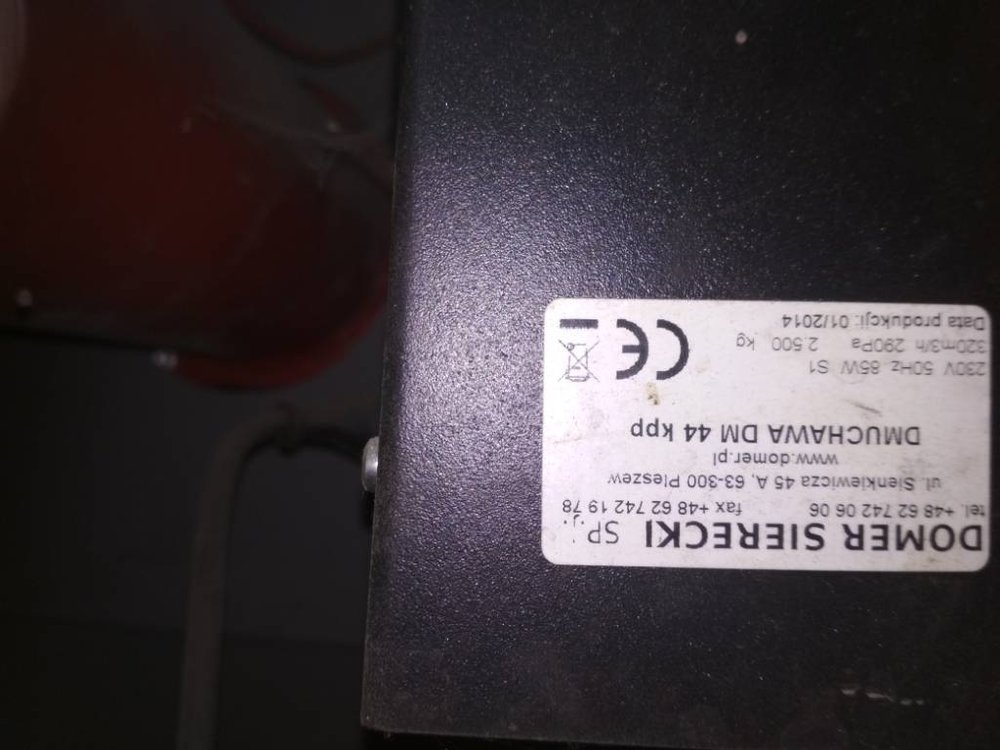 DOMER SIERECKI SP.j.
tel. +48 62 742 06 06 fax +48 62 742 19 78
ul. Sienkiewicza 45 A, 63-300 Pleszew
www.domer.pl
DMUCHAWA DM 44 kpp
230V 50Hz 85W S1
320m3/h 290Pa 2.500 kg
Data produkcji: 01/2014
CE